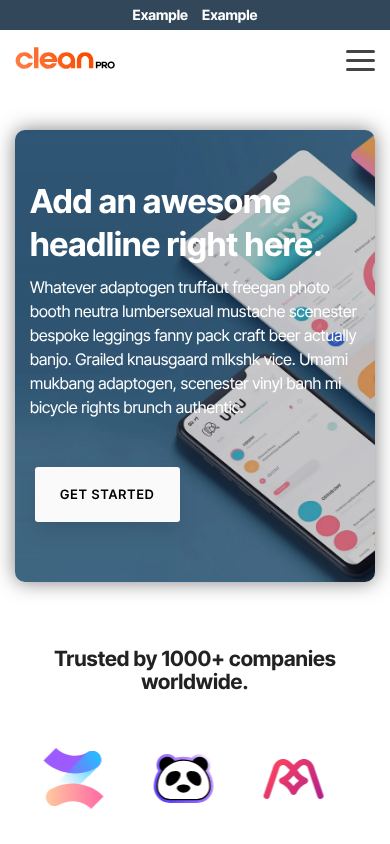 Example Example
clean PRO
Add an awesome
headline right here.
Whatever adaptogen truffaut freegan photo
booth neutra lumbersexual mustache scenester
bespoke leggings fanny pack craft beer actually
banjo. Grailed knausgaard mlkshk vice. Umami
mukbang adaptogen, scenester vinyl banh mi
bicycle rights brunch authentic.
GET STARTED
Trusted by 1000+ companies
worldwide.